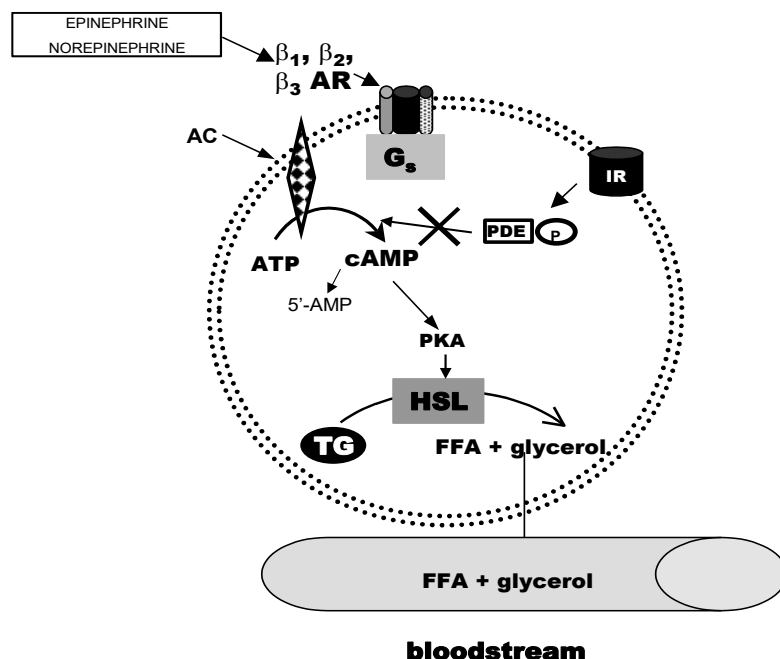 EPINEPHRINE
NOREPINEPHRINE
β1, β2,
β3 AR
AC
Gs
IR
PDE
P
ATP
cAMP
5’-AMP
PKA
HSL
TG
FFA + glycerol
FFA + glycerol
bloodstream